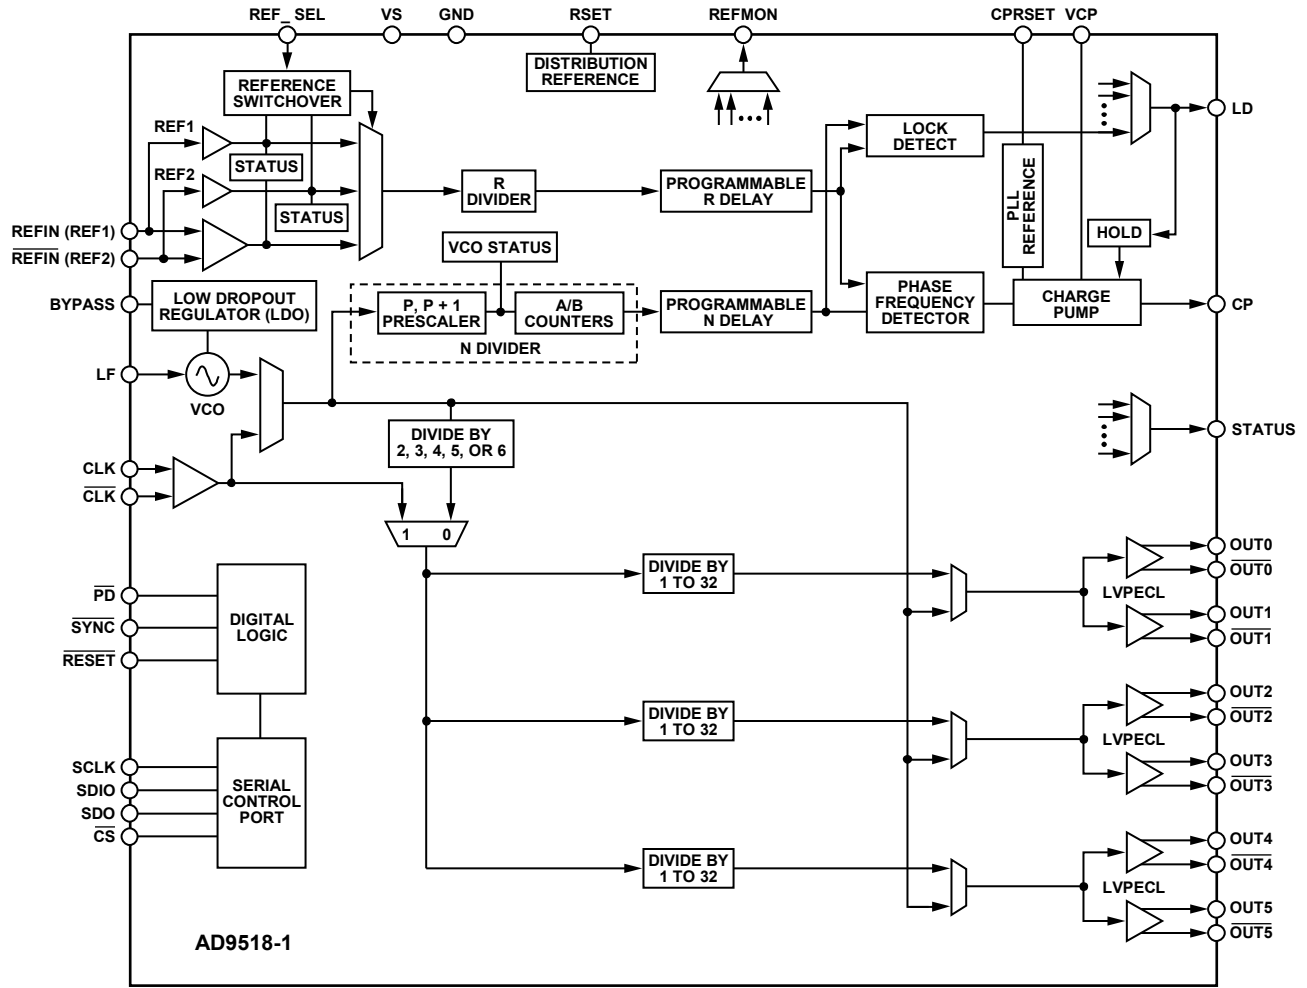 REF_ SEL
VS
GND
RSET
REFMON
CPRSET
VCP
DISTRIBUTION
REFERENCE
REFERENCE
SWITCHOVER
REF1
STATUS
REF2
STATUS
R
DIVIDER
PROGRAMMABLE
R DELAY
LOCK
DETECT
PLL
REFERENCE
LD
HOLD
REFIN (REF1)
REFIN (REF2)
BYPASS
LOW DROPOUT
REGULATOR (LDO)
VCO STATUS
P, P + 1
PRESCALER
A/B
COUNTERS
N DIVIDER
PROGRAMMABLE
N DELAY
PHASE
FREQUENCY
DETECTOR
CHARGE
PUMP
CP
LF
VCO
DIVIDE BY
2, 3, 4, 5, OR 6
STATUS
CLK
CLK
1 0
DIVIDE BY
1 TO 32
LVPECL
OUT0
OUT0
OUT1
OUT1
PD
SYNC
RESET
DIGITAL
LOGIC
DIVIDE BY
1 TO 32
LVPECL
OUT2
OUT2
OUT3
OUT3
SCLK
SDIO
SDO
CS
SERIAL
CONTROL
PORT
DIVIDE BY
1 TO 32
LVPECL
OUT4
OUT4
OUT5
OUT5
AD9518-1